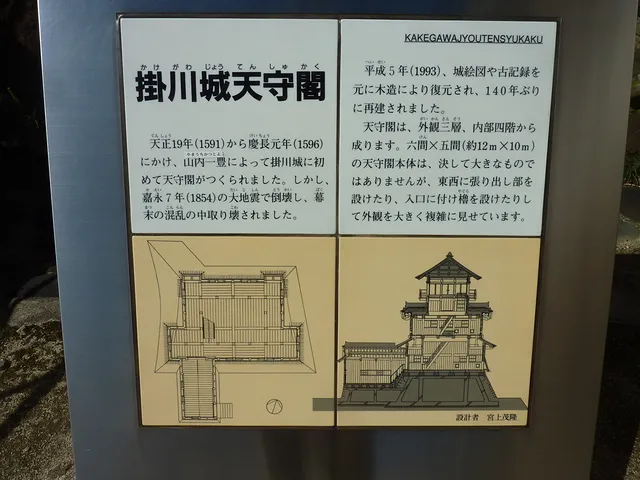 掛川城天守閣
天正19年(1591)から慶長元年(1596)
にかけ、山内一豊によって掛川城に初
めて天守閣がつくられました。しかし、
嘉永7年(1854)の大地震で倒壊し、幕
末の混乱の中取り壊されました。
KAKEGAWAJYOUTENSYUKAKU
平成5年(1993)、城絵図や古記録を
元に木造により復元され、140年ぶり
に再建されました。
天守閣は、外観三層、内部四階から
成ります。六間×五間(約12m×10m)
の天守閣本体は、決して大きなもので
はありませんが、東西に張り出し部を
設けたり、入口に付け櫓を設けたりし
て外観を大きく複雑に見せています。
設計者 宮上茂隆